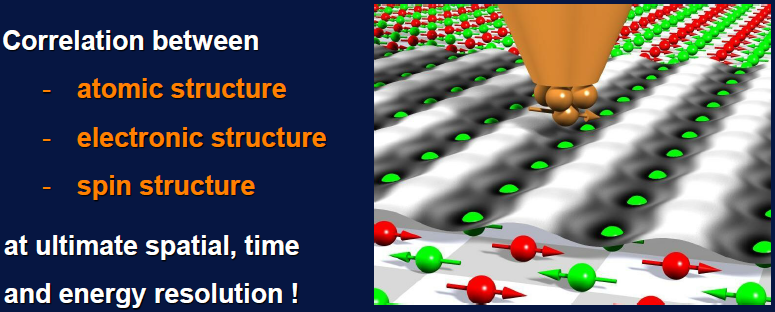 Correlation between
- atomic structure
- electronic structure
- spin structure
at ultimate spatial, time
and energy resolution !